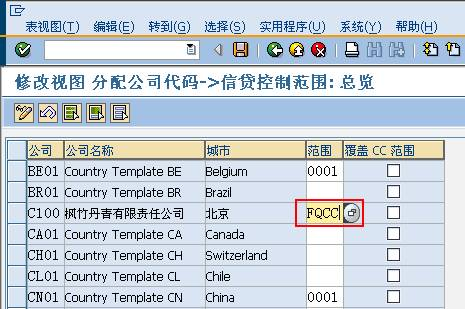 表视图(T) 编辑(E) 转到(G) 选择(S) 实用程序(U) 系统(Y) 帮助(H)
修改视图 分配公司代码->信贷控制范围: 总览
公司 公司名称 城市 范围 覆盖 CC 范围
BE01 Country Template BE Belgium 0001
BR01 Country Template BR Brazil
C100 枫竹丹青有限责任公司 北京 FQCC
CA01 Country Template CA Canada
CH01 Country Template CH Switzerland
CL01 Country Template CL Chile
CN01 Country Template CN China 0001